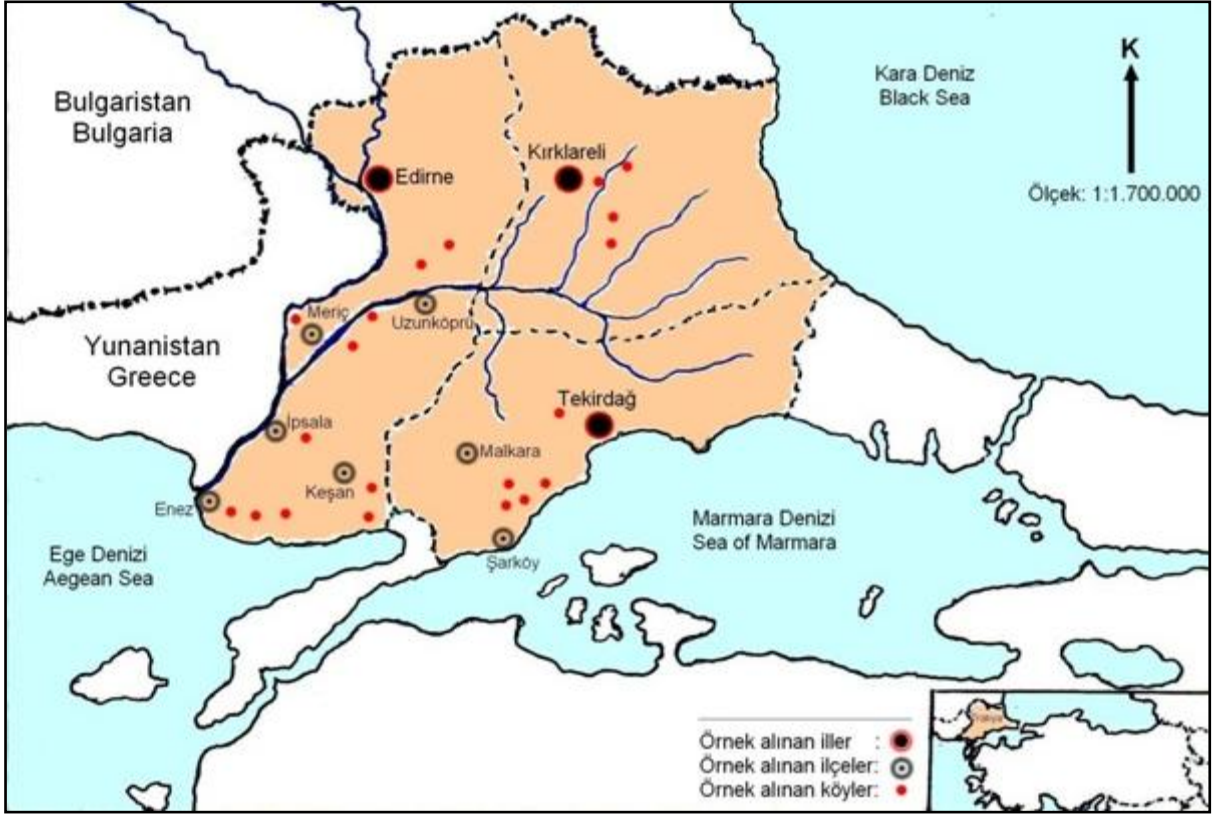 Bulgaristan
Bulgaria
Kara Deniz
Black Sea
K
Ölçek: 1:1.700.000
Kırklareli
Edirne
Meriç
Uzunköprü
Yunanistan
Greece
Tekirdağ
İpsala
Malkara
Keşan
Enez
Marmara Denizi
Sea of Marmara
Ege Denizi
Aegean Sea
Şarköy
Trakya
Örnek alınan iller :
Örnek alınan ilçeler:
Örnek alınan köyler: